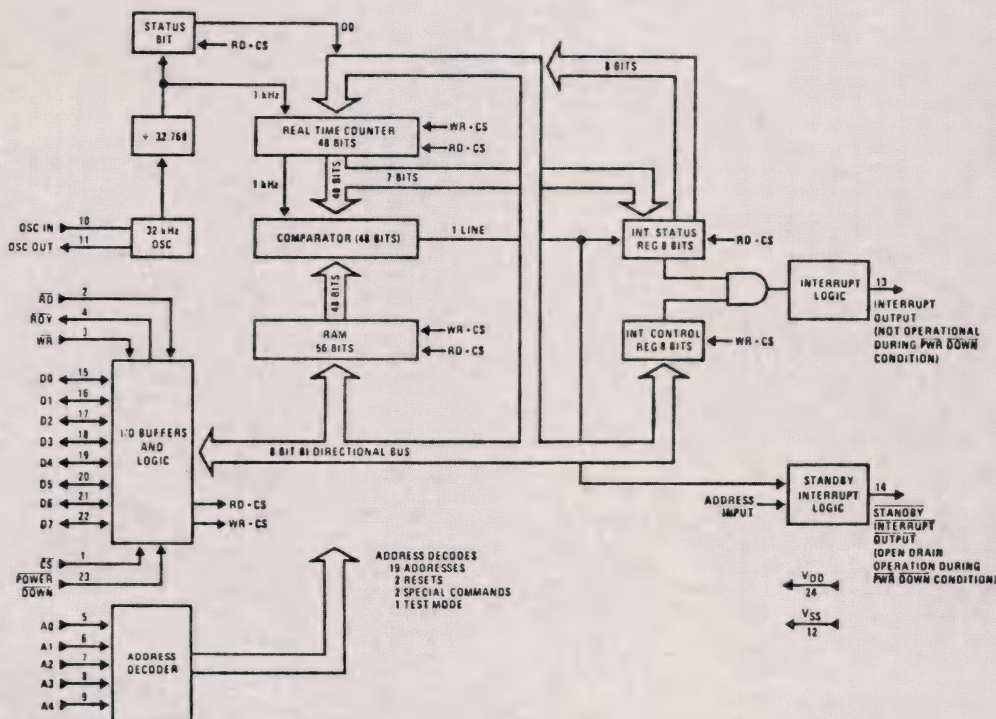 STATUS
BIT
RD • CS
D0
1 kHz
8 BITS
÷ 32.768
REAL TIME COUNTER
48 BITS
WR • CS
RD • CS
1 kHz
48 BITS
7 BITS
OSC IN
10
OSC OUT
11
32 kHz
OSC
COMPARATOR (48 BITS)
1 LINE
INT. STATUS
REG 8 BITS
RD • CS
48 BITS
RAM
56 BITS
WR • CS
RD • CS
INT. CONTROL
REG 8 BITS
WR • CS
INTERRUPT
LOGIC
13
INTERRUPT
OUTPUT
(NOT OPERATIONAL
DURING PWR DOWN
CONDITION)
RD
2
RDY
4
WR
3
D0
15
D1
16
D2
17
D3
18
D4
19
D5
20
D6
21
D7
22
I/O BUFFERS
AND
LOGIC
8 BIT BI DIRECTIONAL BUS
RD • CS
WR • CS
CS
1
POWER
DOWN
23
ADDRESS
INPUT
STANDBY
INTERRUPT
LOGIC
14
STANDBY
INTERRUPT
OUTPUT
(OPEN DRAIN
OPERATION DURING
PWR DOWN CONDITION)
ADDRESS DECODES
19 ADDRESSES
2 RESETS
2 SPECIAL COMMANDS
1 TEST MODE
VDD
24
VSS
12
A0
5
A1
6
A2
7
A3
8
A4
9
ADDRESS
DECODER